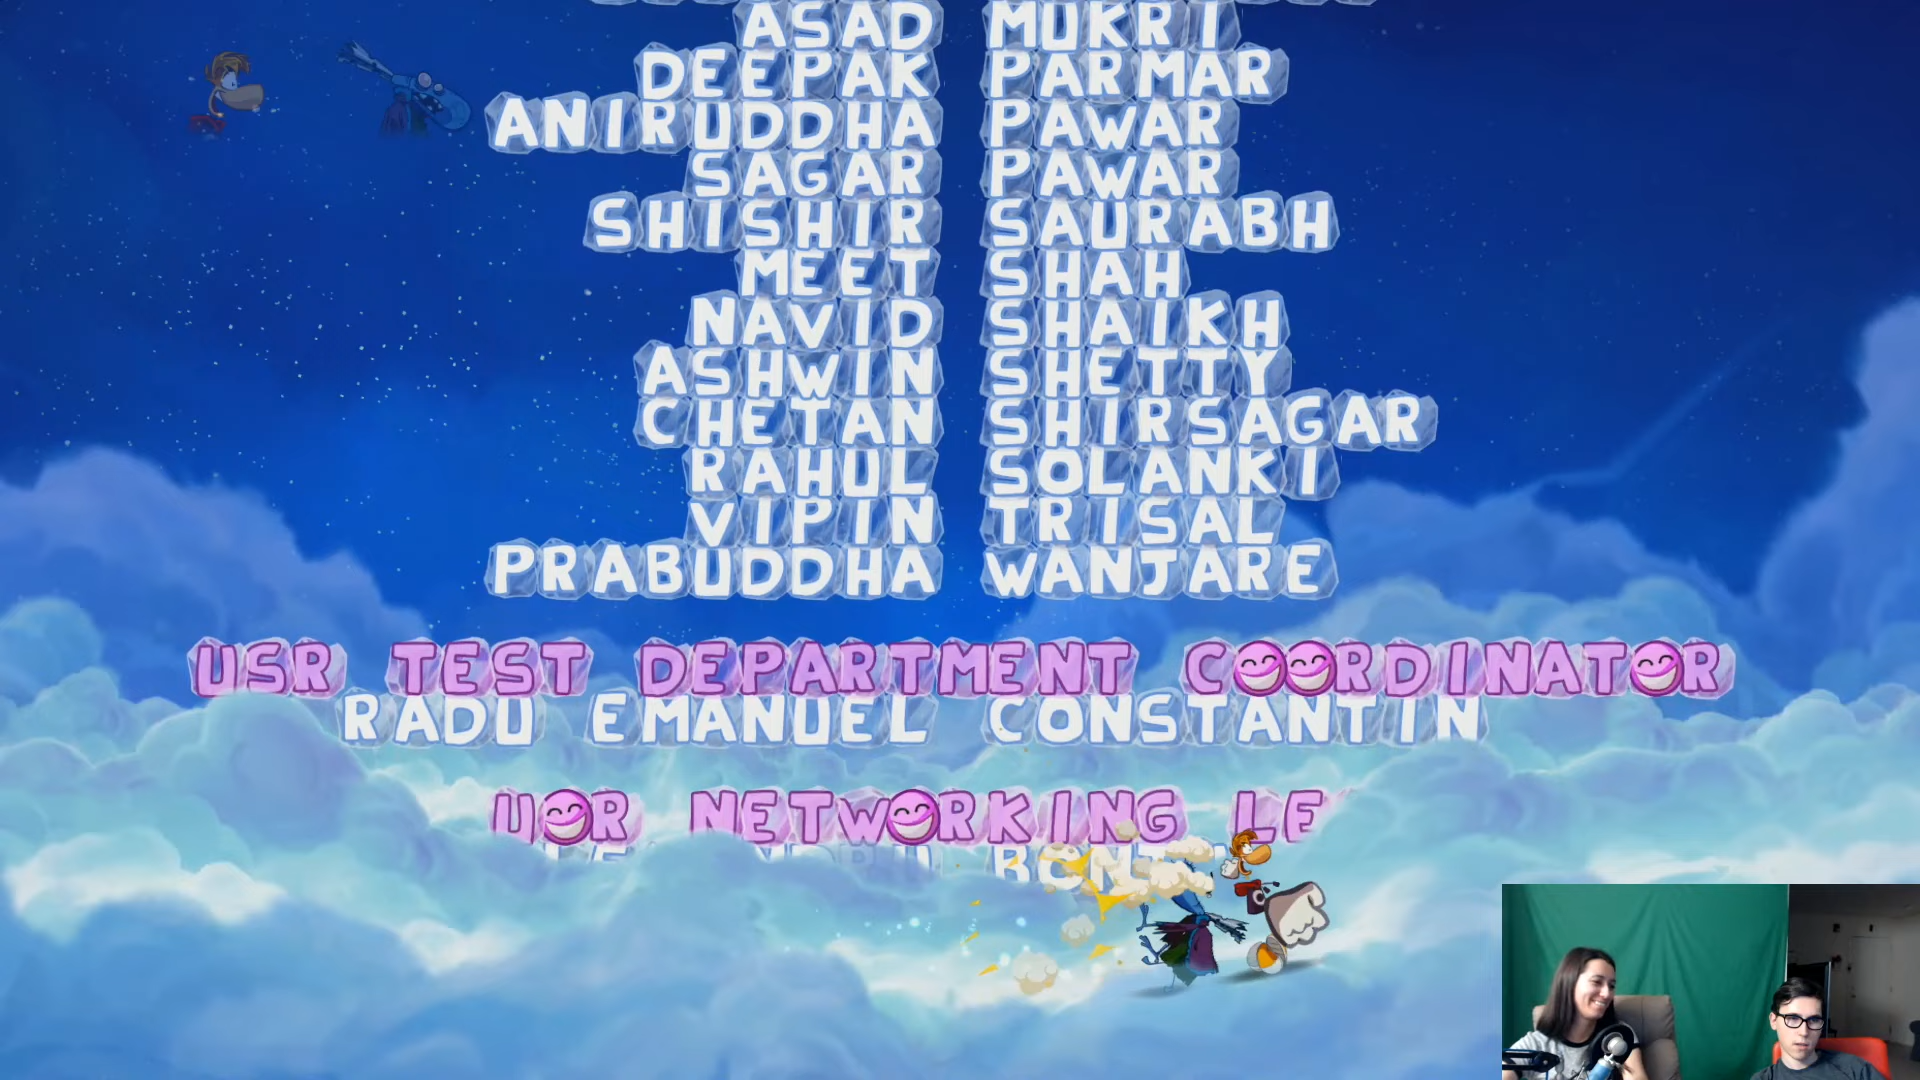 ASAD MUKRI
DEEPAK PARMAR
ANIRUDDHA PAWAR
SAGAR PAWAR
SHISHIR SAURABH
MEET SHAH
NAVID SHAIKH
ASHWIN SHETTY
CHETAN SHIRSAGAR
RAHUL SOLANKI
VIPIN TRISAL
PRABUDDHA WANJARE
USR TEST DEPARTMENT COORDINATOR
RADU EMANUEL CONSTANTIN
UOR NETWORKING